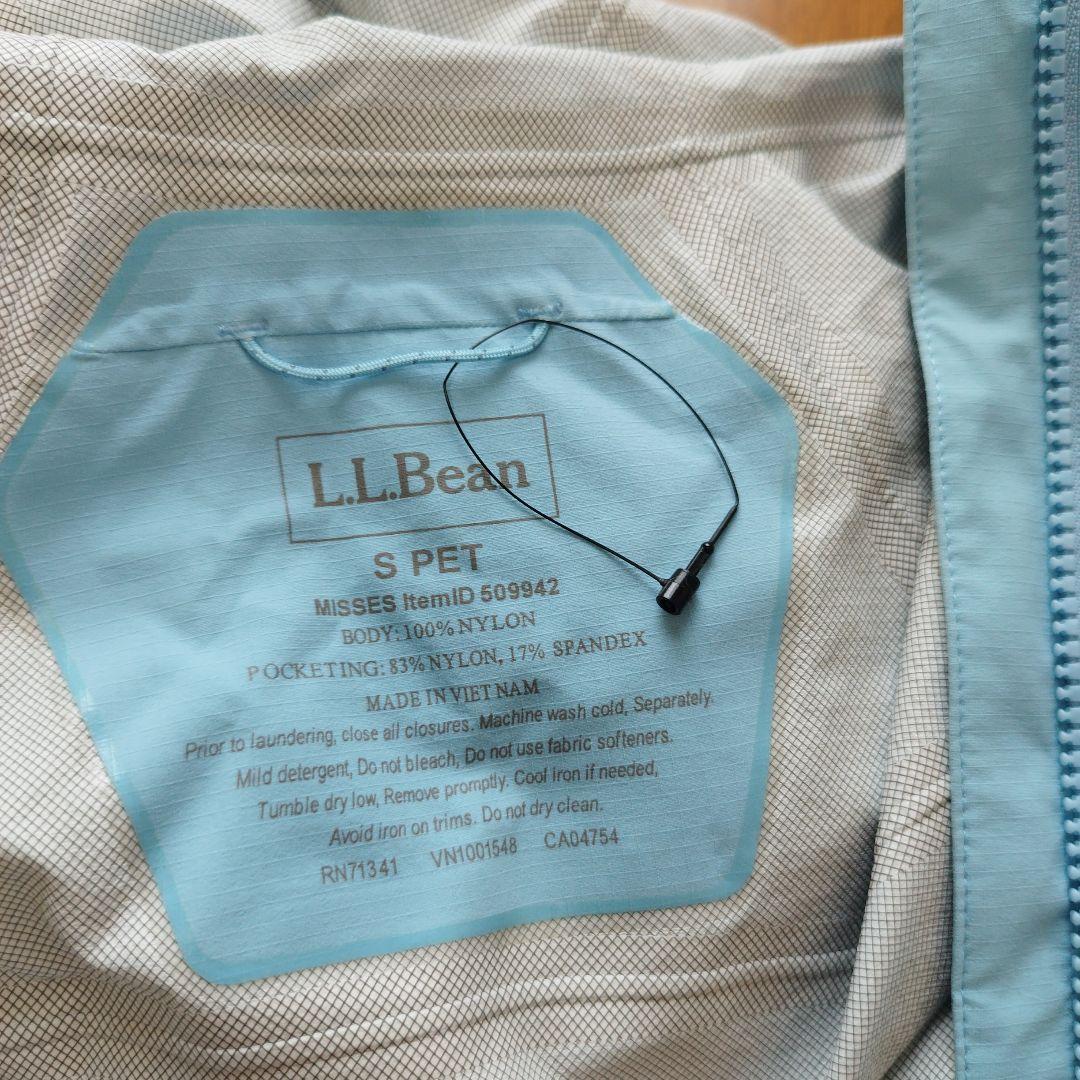 L.L.Bean
S PET
MISSES ItemID 509942
BODY: 100% NYLON
POCKETING: 83% NYLON, 17% SPANDEX
MADE IN VIET NAM
Prior to laundering, close all closures. Machine wash cold, Separately.
Mild detergent, Do not bleach, Do not use fabric softeners.
Tumble dry low, Remove promptly. Cool Iron if needed,
Avoid iron on trims. Do not dry clean.
RN71341 VN1001548 CA04754